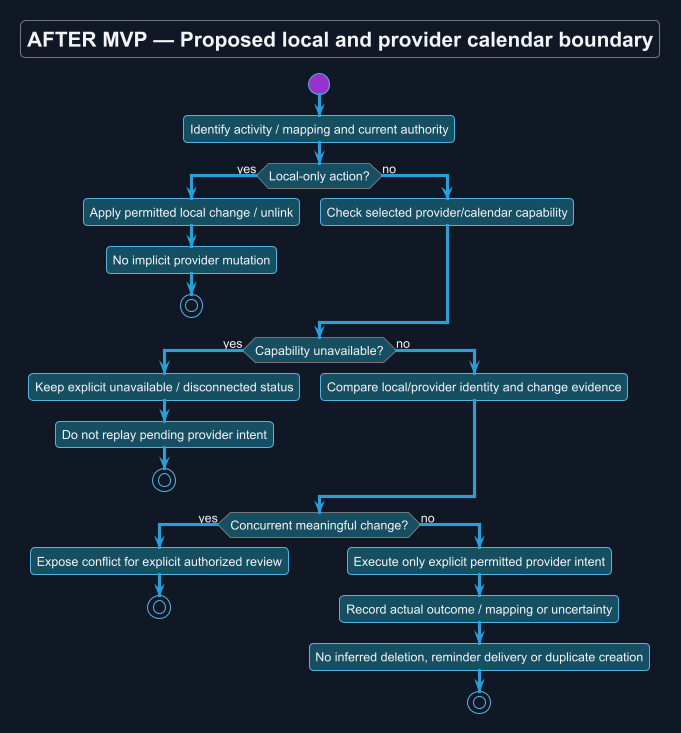 AFTER MVP — Proposed local and provider calendar boundary
Identify activity / mapping and current authority
yes
Local-only action?
no
Apply permitted local change / unlink
Check selected provider/calendar capability
No implicit provider mutation
yes
Capability unavailable?
no
Keep explicit unavailable / disconnected status
Compare local/provider identity and change evidence
Do not replay pending provider intent
yes
Concurrent meaningful change?
no
Expose conflict for explicit authorized review
Execute only explicit permitted provider intent
Record actual outcome / mapping or uncertainty
No inferred deletion, reminder delivery or duplicate creation